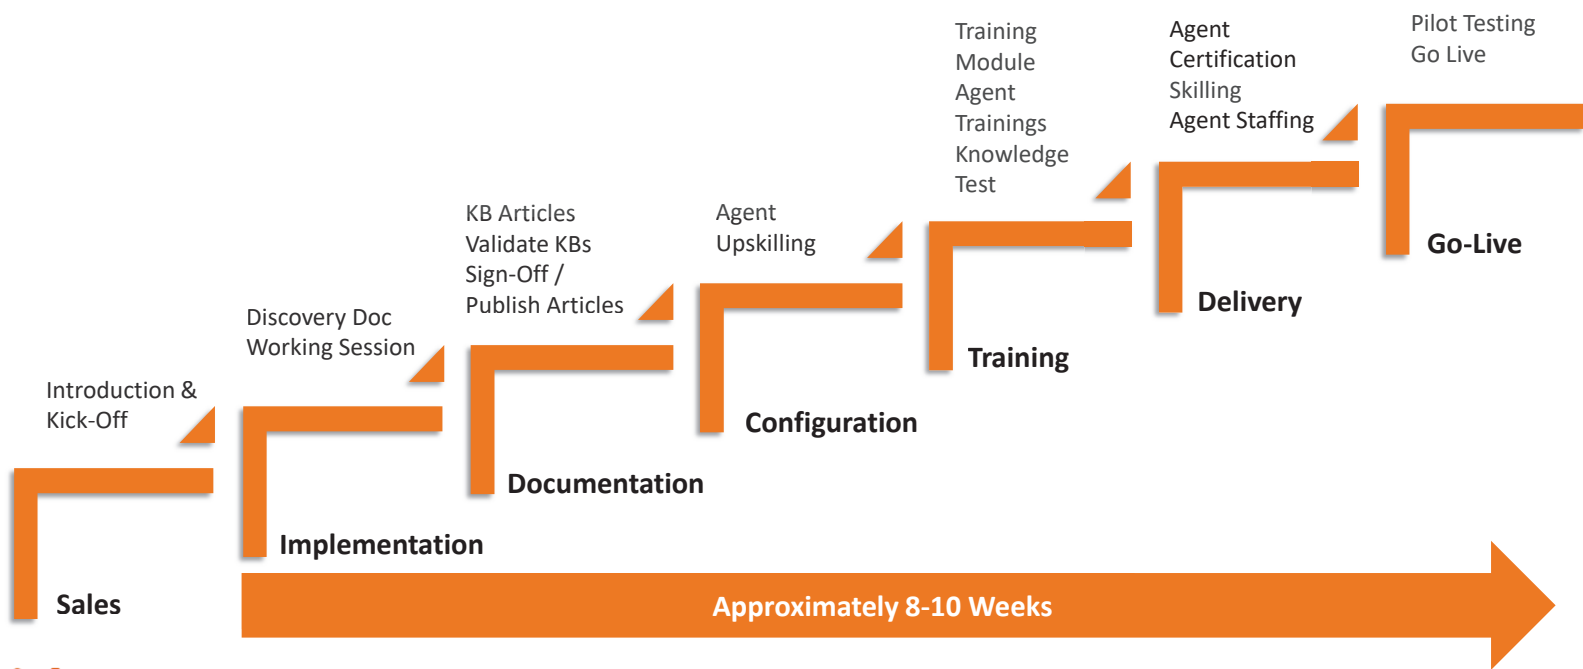 Introduction &
Kick-Off
Sales
Discovery Doc
Working Session
Implementation
KB Articles
Validate KBs
Sign-Off /
Publish Articles
Documentation
Agent
Upskilling
Configuration
Training
Module
Agent
Trainings
Knowledge
Test
Training
Agent
Certification
Skilling
Agent Staffing
Delivery
Pilot Testing
Go Live
Go-Live
Approximately 8-10 Weeks